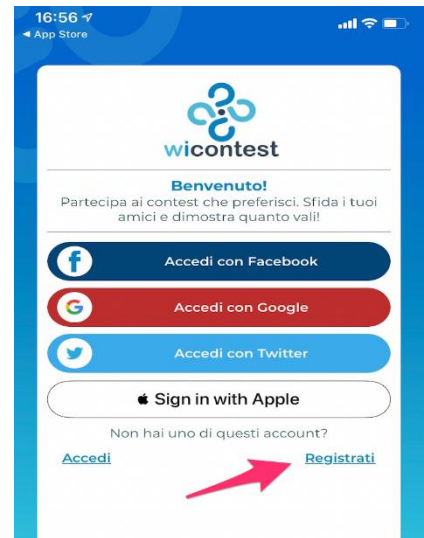 16:56
◀ App Store
wicontest
Benvenuto!
Partecipa ai contest che preferisci. Sfida i tuoi
amici e dimostra quanto vali!
Accedi con Facebook
Accedi con Google
Accedi con Twitter
Sign in with Apple
Non hai uno di questi account?
Accedi
Registrati